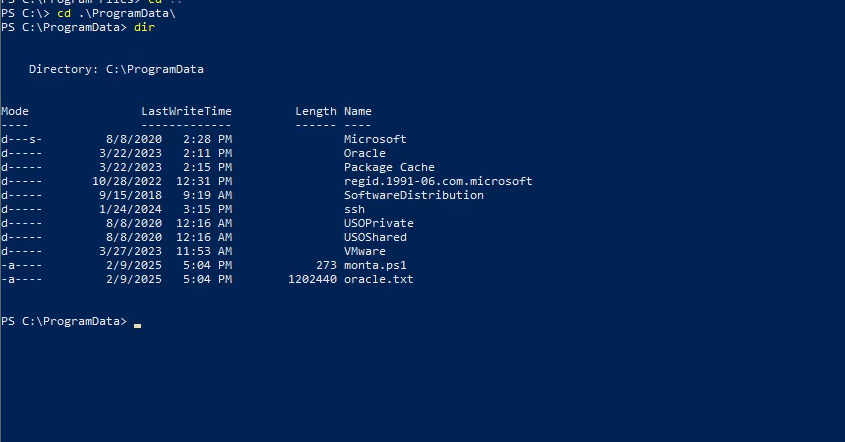 PS C:\Program Files> cd ..
PS C:\> cd .\ProgramData\
PS C:\ProgramData> dir
Directory: C:\ProgramData
Mode                LastWriteTime         Length Name
----                -------------         ------ ----
d---s-         8/8/2020   2:28 PM                Microsoft
d-----        3/22/2023   2:11 PM                Oracle
d-----        3/22/2023   2:15 PM                Package Cache
d-----       10/28/2022  12:31 PM                regid.1991-06.com.microsoft
d-----        9/15/2018   9:19 AM                SoftwareDistribution
d-----        1/24/2024   3:15 PM                ssh
d-----         8/8/2020  12:16 AM                USOPrivate
d-----         8/8/2020  12:16 AM                USOShared
d-----        3/27/2023  11:53 AM                VMware
-a----         2/9/2025   5:04 PM            273 monta.ps1
-a----         2/9/2025   5:04 PM        1202440 oracle.txt
PS C:\ProgramData>